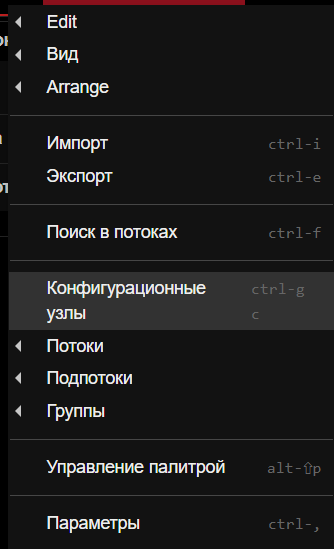 Edit
Вид
Arrange
Импорт ctrl-i
Экспорт ctrl-e
Поиск в потоках ctrl-f
Конфигурационные ctrl-g
узлы c
Потоки
Подпотоки
Группы
Управление палитрой alt-⇧p
Параметры ctrl-,